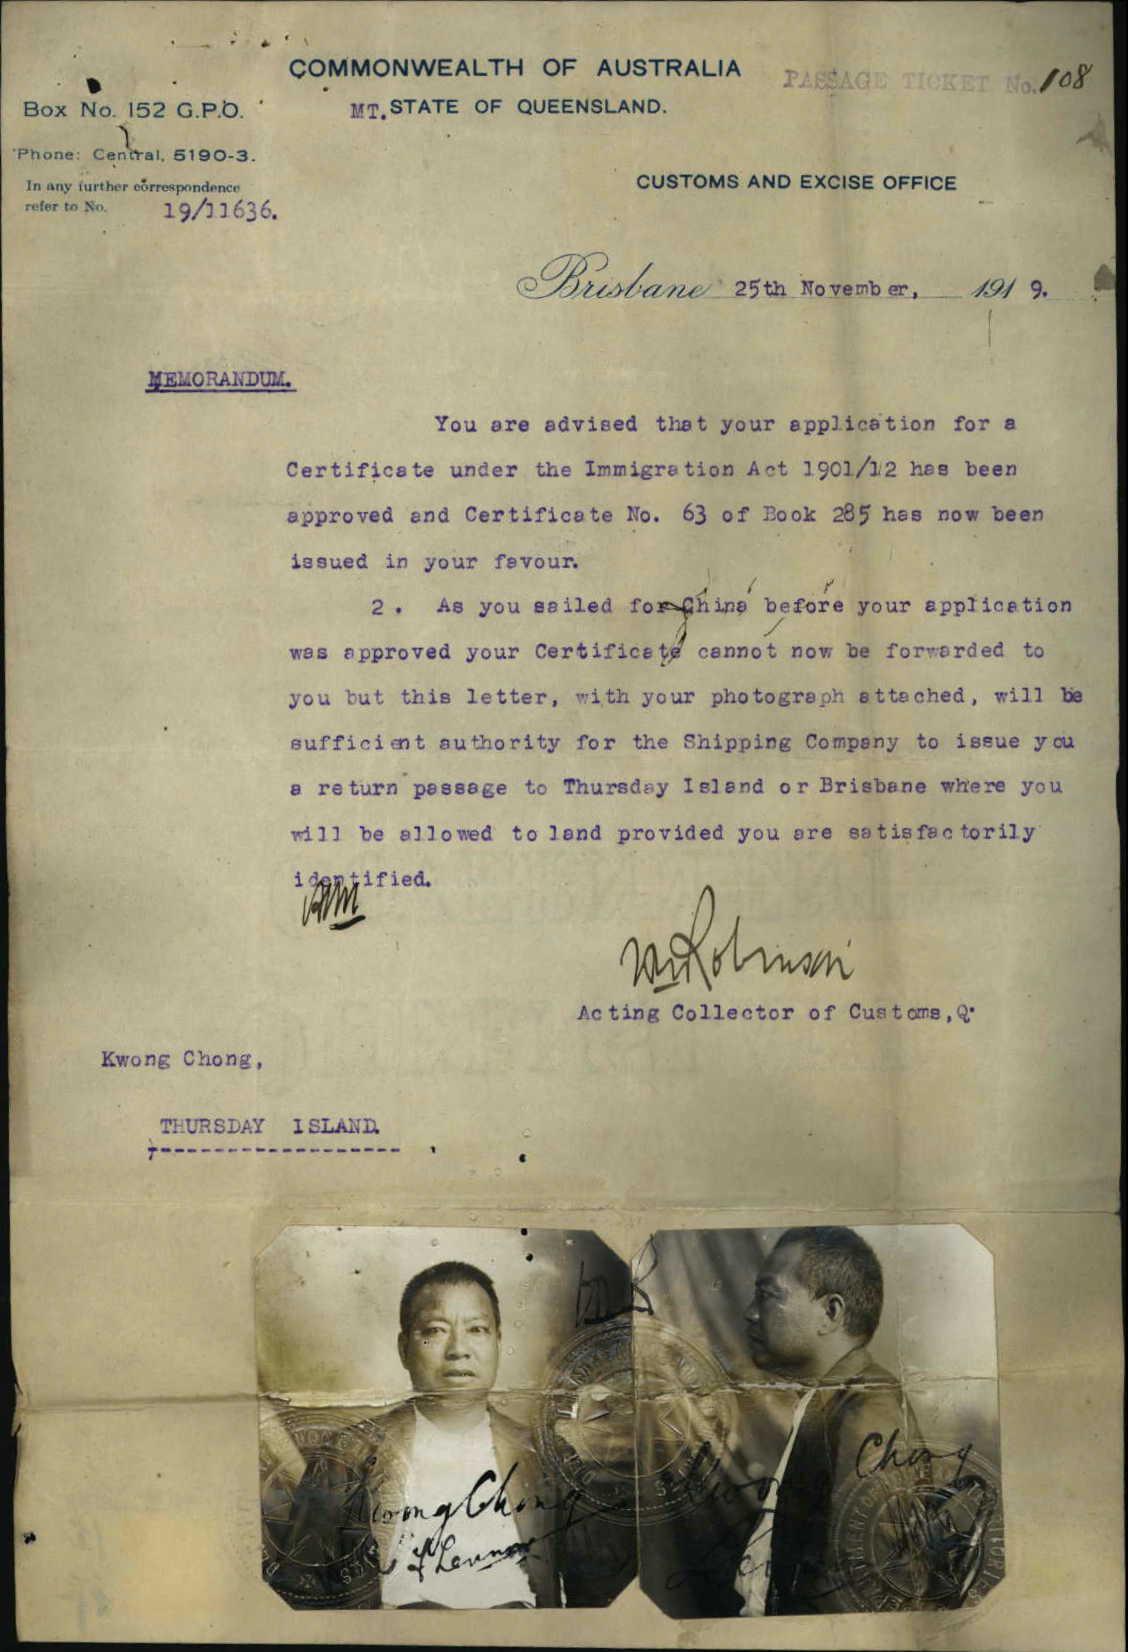 COMMONWEALTH OF AUSTRALIA
PASSAGE TICKET No. 108
Box No. 152 G.P.O.
MT. STATE OF QUEENSLAND.
'Phone: Central, 5190-3.
CUSTOMS AND EXCISE OFFICE
In any further correspondence
refer to No. 19/11636.
Brisbane 25th November, 1919.
MEMORANDUM.
You are advised that your application for a
Certificate under the Immigration Act 1901/12 has been
approved and Certificate No. 63 of Book 285 has now been
issued in your favour.
2. As you sailed for China before your application
was approved your Certificate cannot now be forwarded to
you but this letter, with your photograph attached, will be
sufficient authority for the Shipping Company to issue you
a return passage to Thursday Island or Brisbane where you
will be allowed to land provided you are satisfactorily
identified.
WRobinson
Acting Collector of Customs, Q.
Kwong Chong,
THURSDAY ISLAND.
Kwong Chong
Kwong Chong